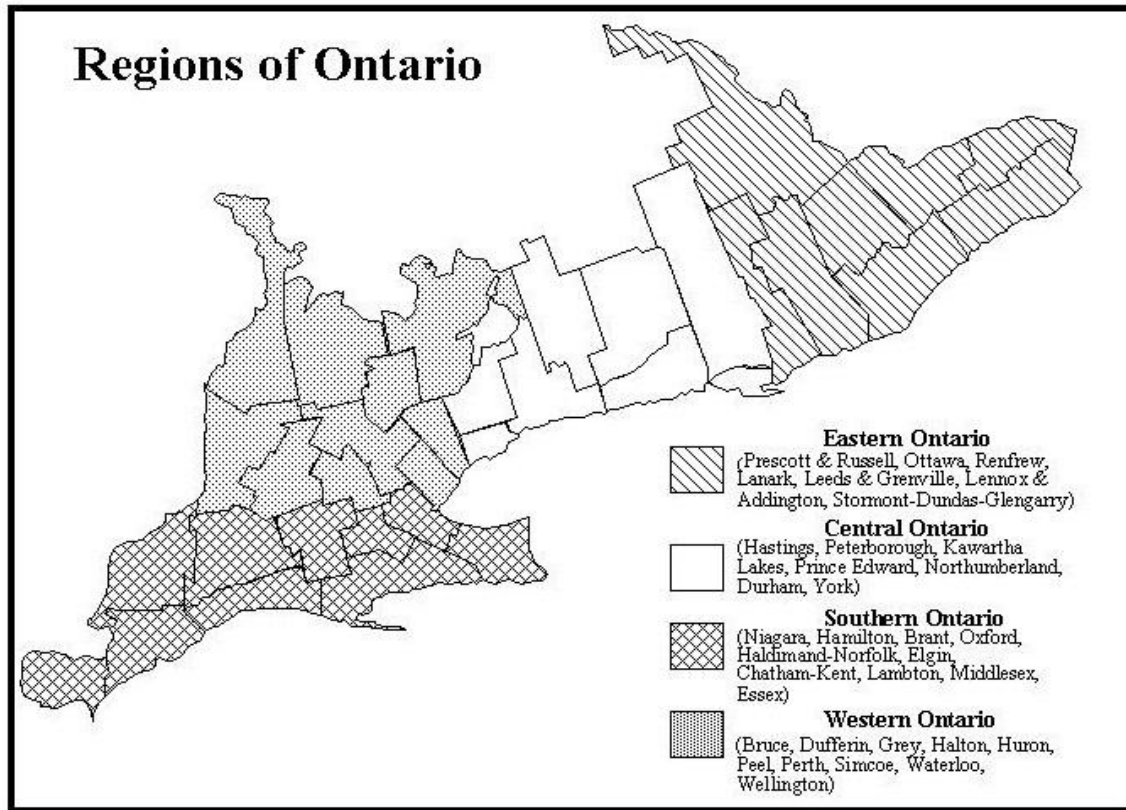 Regions of Ontario
Eastern Ontario
(Prescott & Russell, Ottawa, Renfrew,
Lanark, Leeds & Grenville, Lennox &
Addington, Stormont-Dundas-Glengarry)
Central Ontario
(Hastings, Peterborough, Kawartha
Lakes, Prince Edward, Northumberland,
Durham, York)
Southern Ontario
(Niagara, Hamilton, Brant, Oxford,
Haldimand-Norfolk, Elgin,
Chatham-Kent, Lambton, Middlesex,
Essex)
Western Ontario
(Bruce, Dufferin, Grey, Halton, Huron,
Peel, Perth, Simcoe, Waterloo,
Wellington)